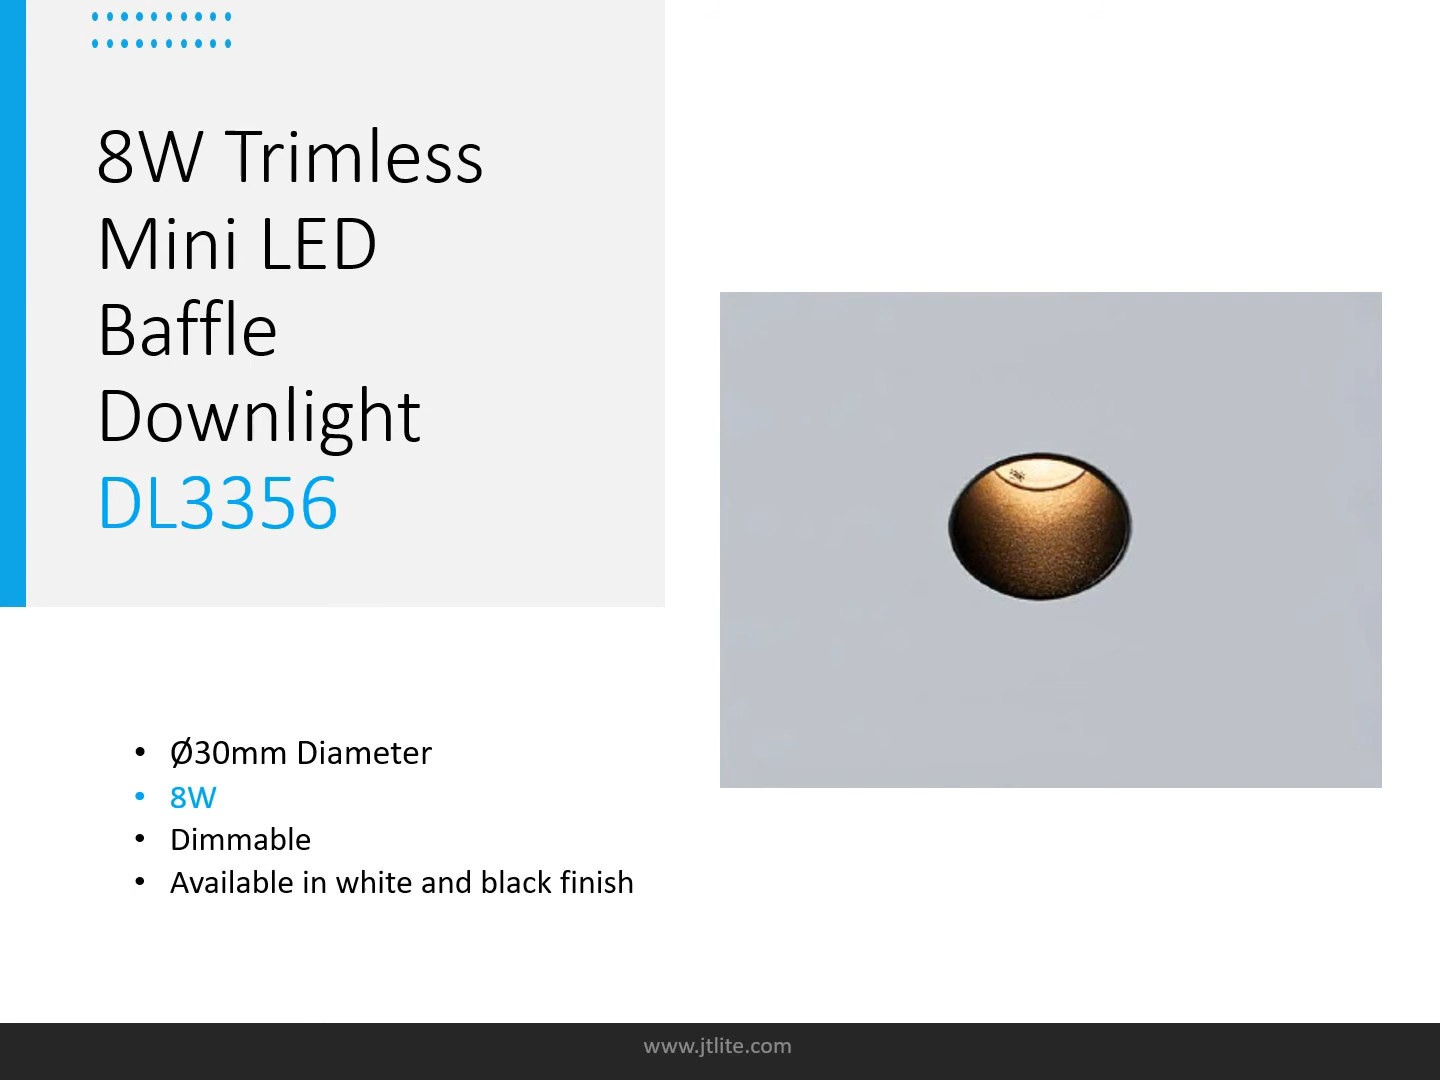 8W Trimless
Mini LED
Baffle
Downlight
DL3356
• Ø30mm Diameter
• 8W
• Dimmable
• Available in white and black finish
www.jtlite.com